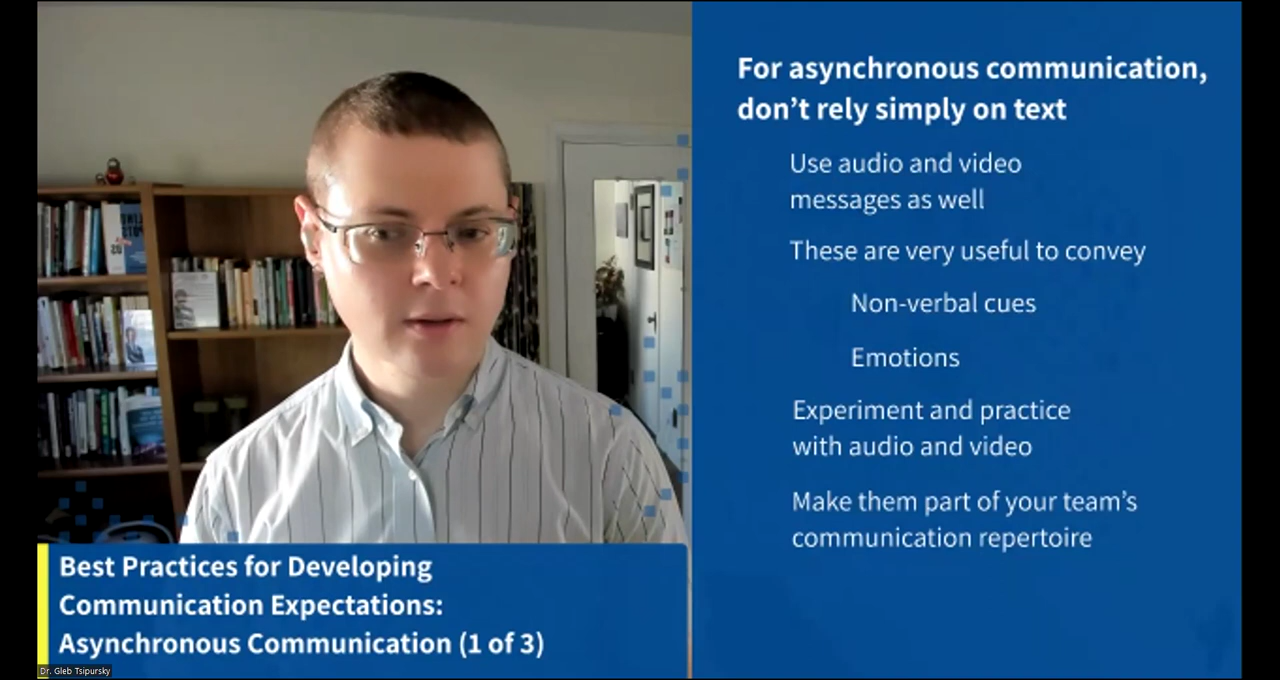 For asynchronous communication,
don’t rely simply on text
Use audio and video
messages as well
These are very useful to convey
Non-verbal cues
Emotions
Experiment and practice
with audio and video
Make them part of your team’s
communication repertoire
Best Practices for Developing
Communication Expectations:
Asynchronous Communication (1 of 3)
Dr. Gleb Tsipursky